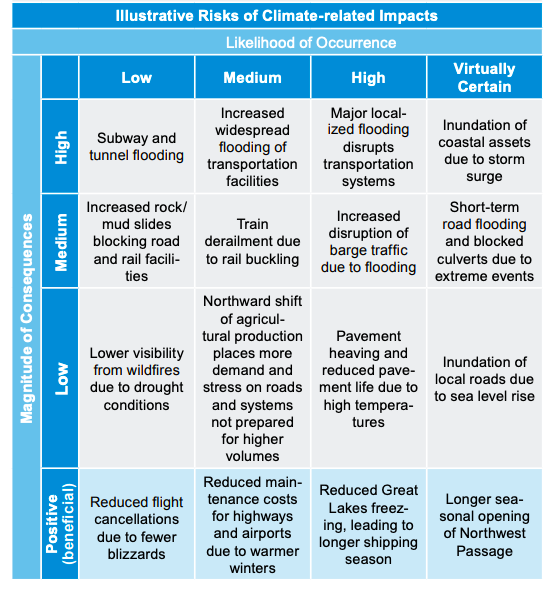 Illustrative Risks of Climate-related Impacts
Likelihood of Occurrence
Low
Medium
High
Virtually
Certain
Magnitude of Consequences
High
Subway and
tunnel flooding
Increased
widespread
flooding of
transportation
facilities
Major local-
ized flooding
disrupts
transportation
systems
Inundation of
coastal assets
due to storm
surge
Medium
Increased rock/
mud slides
blocking road
and rail facili-
ties
Train
derailment due
to rail buckling
Increased
disruption of
barge traffic
due to flooding
Short-term
road flooding
and blocked
culverts due to
extreme events
Low
Lower visibility
from wildfires
due to drought
conditions
Northward shift
of agricul-
tural production
places more
demand and
stress on roads
and systems
not prepared
for higher
volumes
Pavement
heaving and
reduced pave-
ment life due to
high tempera-
tures
Inundation of
local roads due
to sea level rise
Positive
(beneficial)
Reduced flight
cancellations
due to fewer
blizzards
Reduced main-
tenance costs
for highways
and airports
due to warmer
winters
Reduced Great
Lakes freez-
ing, leading to
longer shipping
season
Longer sea-
sonal opening
of Northwest
Passage